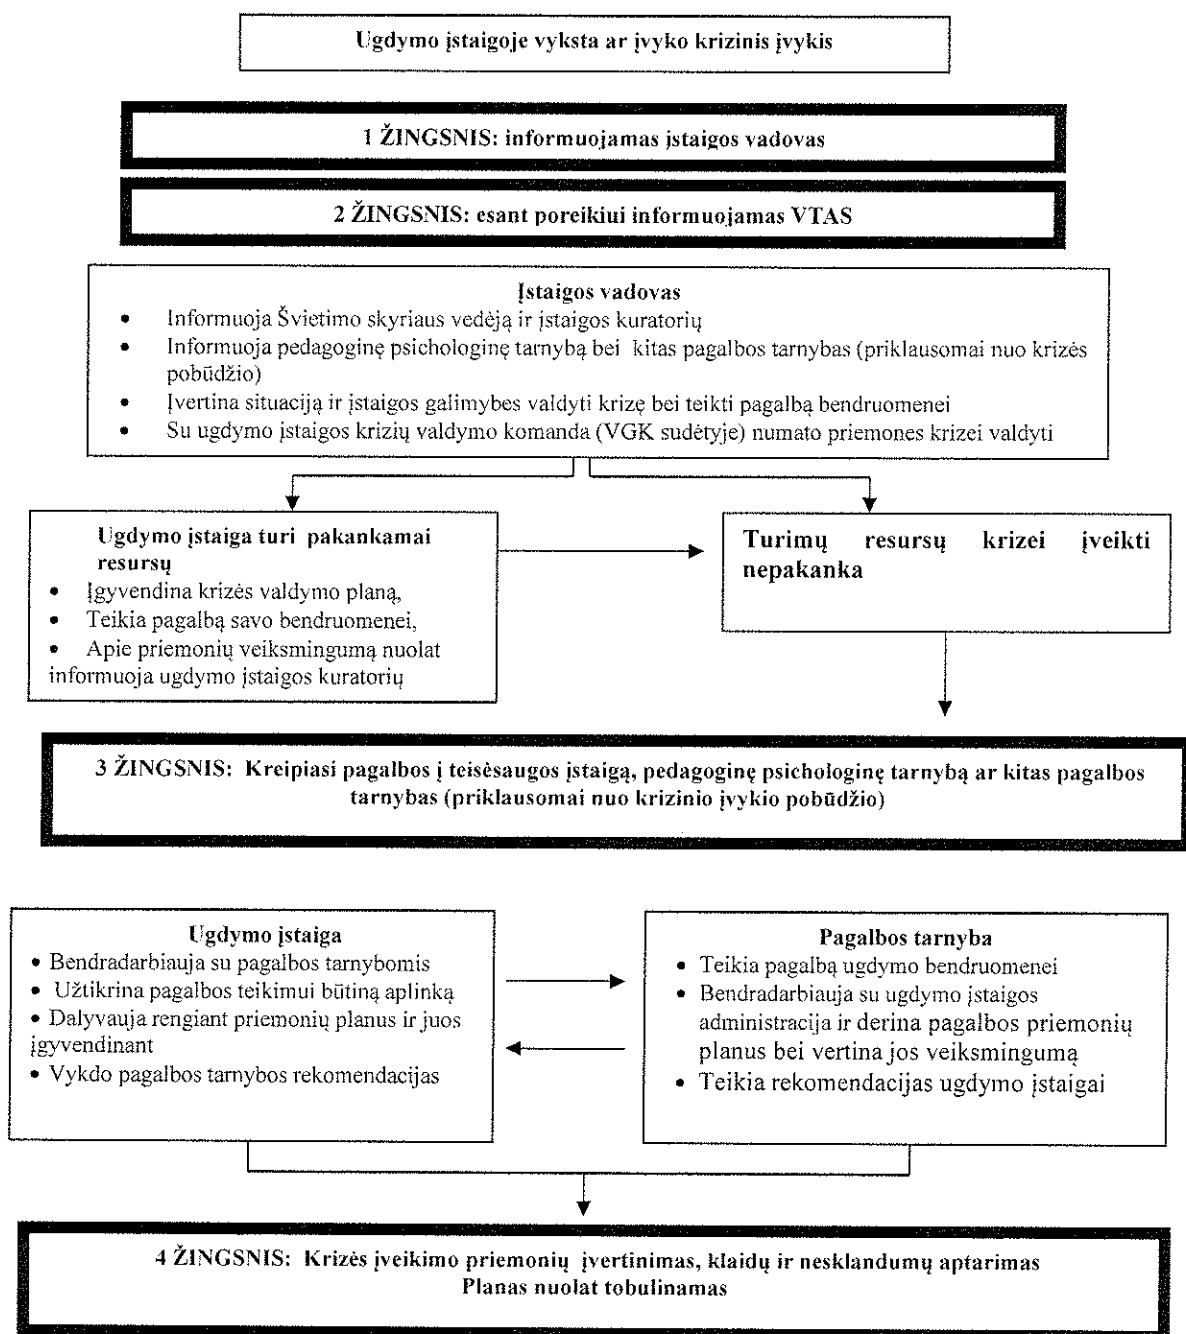 Ugdymo įstaigoje vyksta ar įvyko krizinis įvykis
1 ŽINGSNIS: informuojamas įstaigos vadovas
2 ŽINGSNIS: esant poreikiui informuojamas VTAS
Įstaigos vadovas
• Informuoja Švietimo skyriaus vedėją ir įstaigos kuratorių
• Informuoja pedagoginę psichologinę tarnybą bei kitas pagalbos tarnybas (priklausomai nuo krizės
pobūdžio)
• Įvertina situaciją ir įstaigos galimybes valdyti krizę bei teikti pagalbą bendruomenei
• Su ugdymo įstaigos krizių valdymo komanda (VGK sudėtyje) numato priemones krizei valdyti
Ugdymo įstaiga turi pakankamai
resursų
• Įgyvendina krizės valdymo planą,
• Teikia pagalbą savo bendruomenei,
• Apie priemonių veiksmingumą nuolat
informuoja ugdymo įstaigos kuratorių
Turimų resursų krizei įveikti
nepakanka
3 ŽINGSNIS: Kreipiasi pagalbos į teisėsaugos įstaigą, pedagoginę psichologinę tarnybą ar kitas pagalbos
tarnybas (priklausomai nuo krizinio įvykio pobūdžio)
Ugdymo įstaiga
• Bendradarbiauja su pagalbos tarnybomis
• Užtikrina pagalbos teikimui būtiną aplinką
• Dalyvauja rengiant priemonių planus ir juos
įgyvendinant
• Vykdo pagalbos tarnybos rekomendacijas
Pagalbos tarnyba
• Teikia pagalbą ugdymo bendruomenei
• Bendradarbiauja su ugdymo įstaigos
administracija ir derina pagalbos priemonių
planus bei vertina jos veiksmingumą
• Teikia rekomendacijas ugdymo įstaigai
4 ŽINGSNIS: Krizės įveikimo priemonių įvertinimas, klaidų ir nesklandumų aptarimas
Planas nuolat tobulinamas